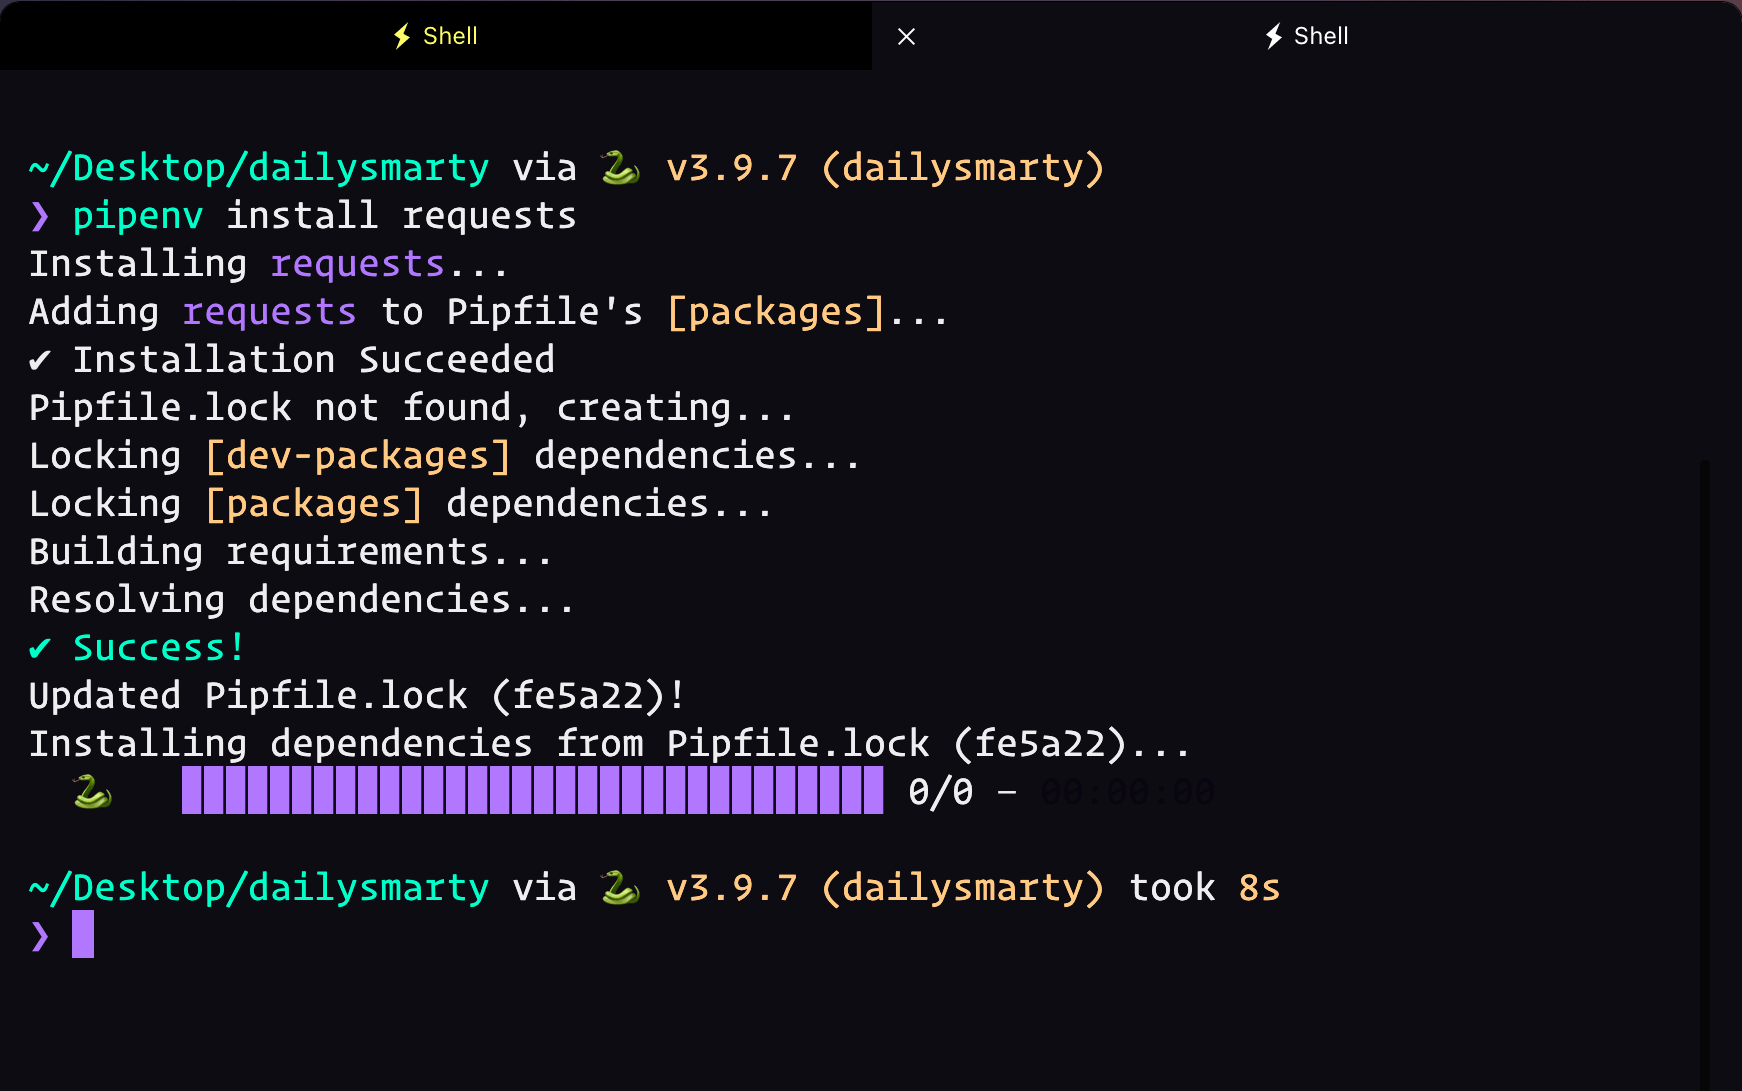 ⚡ Shell
× ⚡ Shell
~/Desktop/dailysmarty via 🐍 v3.9.7 (dailysmarty)
❯ pipenv install requests
Installing requests...
Adding requests to Pipfile's [packages]...
✔ Installation Succeeded
Pipfile.lock not found, creating...
Locking [dev-packages] dependencies...
Locking [packages] dependencies...
Building requirements...
Resolving dependencies...
✔ Success!
Updated Pipfile.lock (fe5a22)!
Installing dependencies from Pipfile.lock (fe5a22)...
🐍 ▉▉▉▉▉▉▉▉▉▉▉▉▉▉▉▉▉▉▉▉▉▉▉▉▉▉▉▉▉▉▉▉ 0/0 — 00:00:00
~/Desktop/dailysmarty via 🐍 v3.9.7 (dailysmarty) took 8s
❯